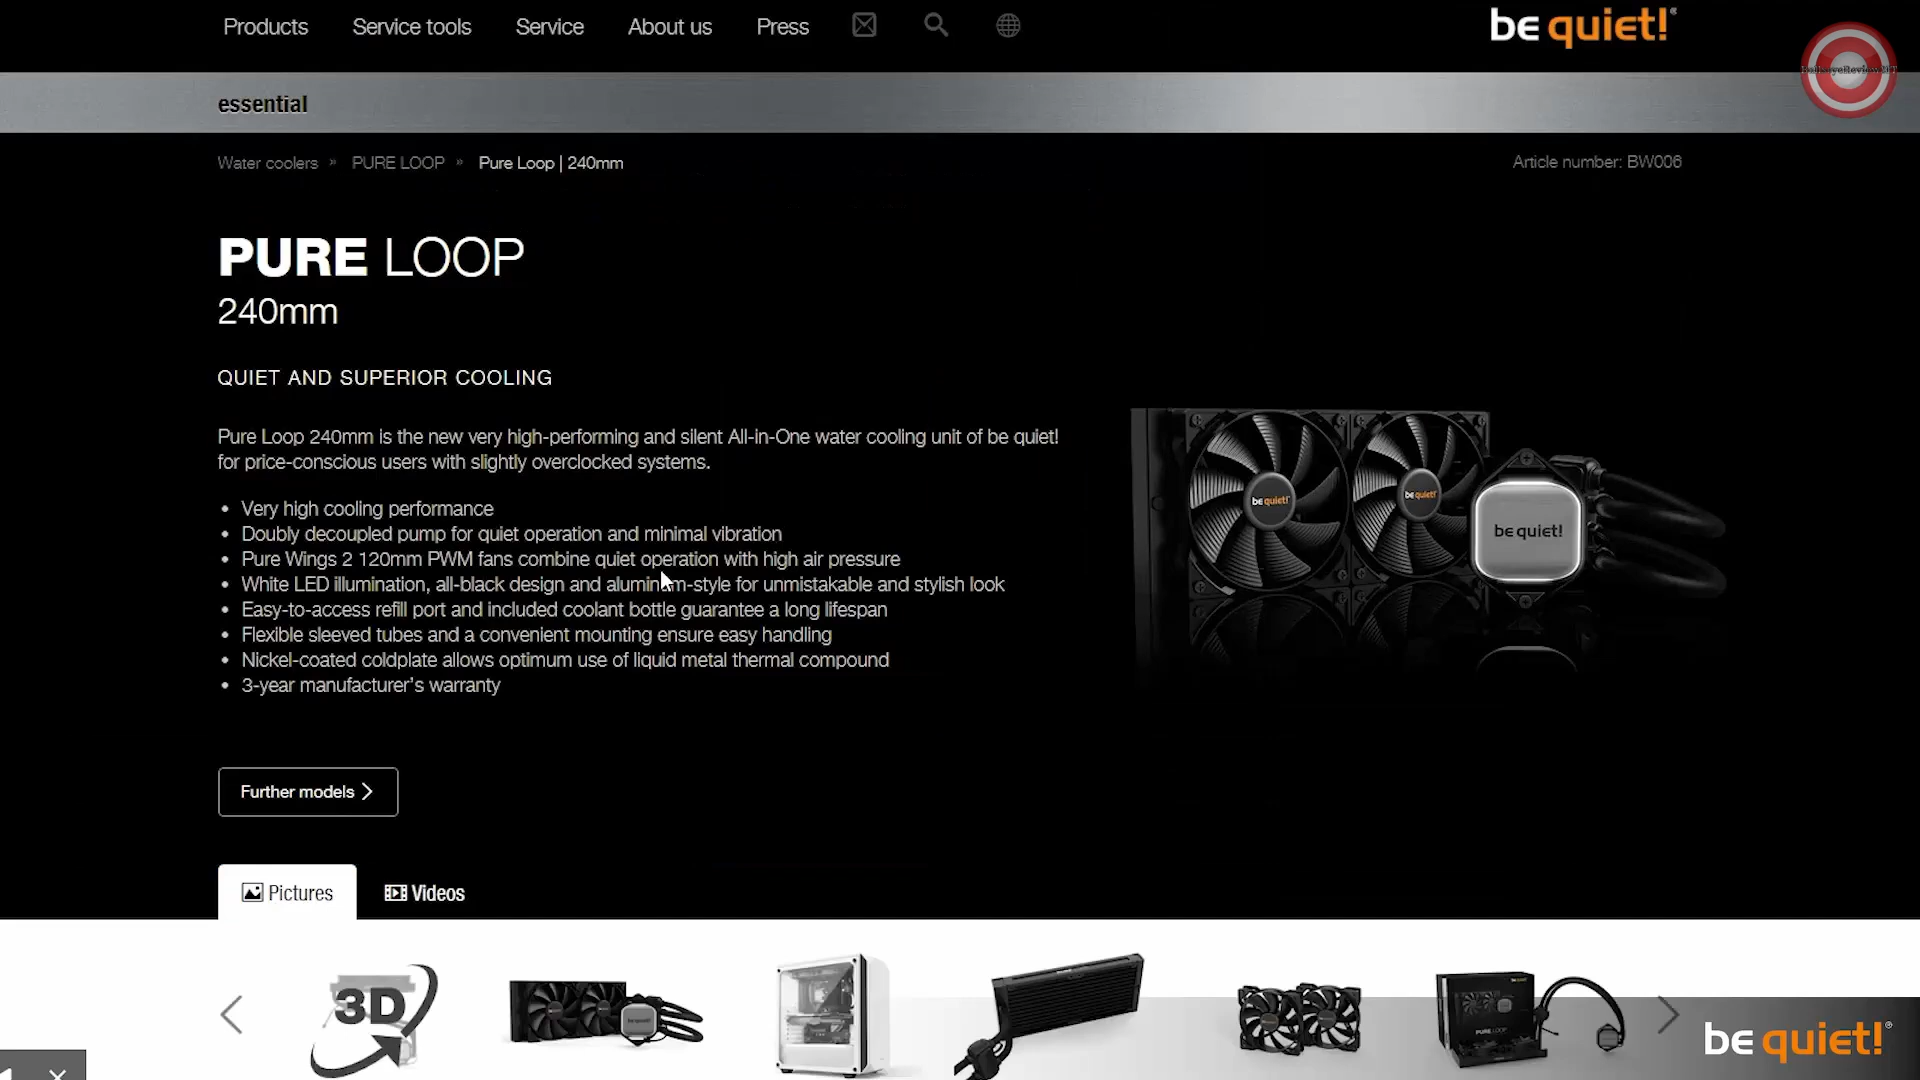 Products Service tools Service About us Press
be quiet!®
essential
Water coolers » PURE LOOP » Pure Loop | 240mm
Article number: BW006
PURE LOOP
240mm
QUIET AND SUPERIOR COOLING
Pure Loop 240mm is the new very high-performing and silent All-in-One water cooling unit of be quiet!
for price-conscious users with slightly overclocked systems.
• Very high cooling performance
• Doubly decoupled pump for quiet operation and minimal vibration
• Pure Wings 2 120mm PWM fans combine quiet operation with high air pressure
• White LED illumination, all-black design and aluminum-style for unmistakable and stylish look
• Easy-to-access refill port and included coolant bottle guarantee a long lifespan
• Flexible sleeved tubes and a convenient mounting ensure easy handling
• Nickel-coated coldplate allows optimum use of liquid metal thermal compound
• 3-year manufacturer's warranty
be quiet!
be quiet!
be quiet!
Further models
Pictures Videos
3D
be quiet!
PURE LOOP
be quiet!®